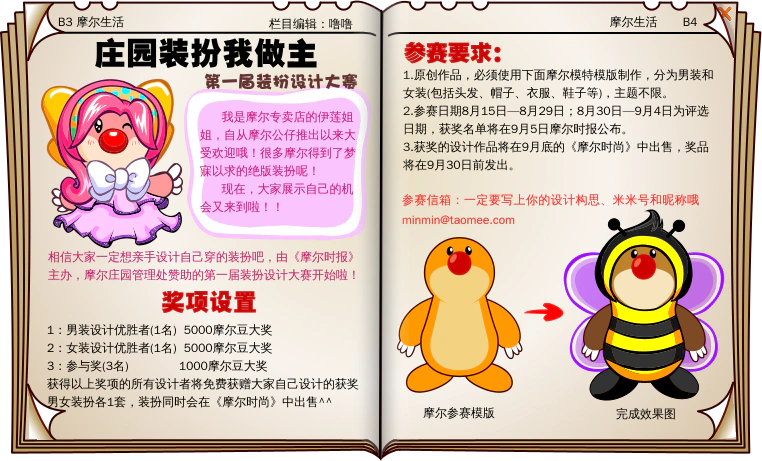 B3 摩尔生活
栏目编辑：噜噜
庄园装扮我做主
第一届装扮设计大赛
我是摩尔专卖店的伊莲姐
姐，自从摩尔公仔推出以来大
受欢迎哦！很多摩尔得到了梦
寐以求的绝版装扮呢！
现在，大家展示自己的机
会又来到啦！！
相信大家一定想亲手设计自己穿的装扮吧，由《摩尔时报》
主办，摩尔庄园管理处赞助的第一届装扮设计大赛开始啦！
奖项设置
1：男装设计优胜者(1名) 5000摩尔豆大奖
2：女装设计优胜者(1名) 5000摩尔豆大奖
3：参与奖(3名) 1000摩尔豆大奖
获得以上奖项的所有设计者将免费获赠大家自己设计的获奖
男女装扮各1套，装扮同时会在《摩尔时尚》中出售^^
摩尔生活 B4
参赛要求：
1.原创作品，必须使用下面摩尔模特模版制作，分为男装和
女装(包括头发、帽子、衣服、鞋子等)，主题不限。
2.参赛日期8月15日—8月29日；8月30日—9月4日为评选
日期，获奖名单将在9月5日摩尔时报公布。
3.获奖的设计作品将在9月底的《摩尔时尚》中出售，奖品
将在9月30日前发出。
参赛信箱：一定要写上你的设计构思、米米号和昵称哦
minmin@taomee.com
摩尔参赛模版
完成效果图